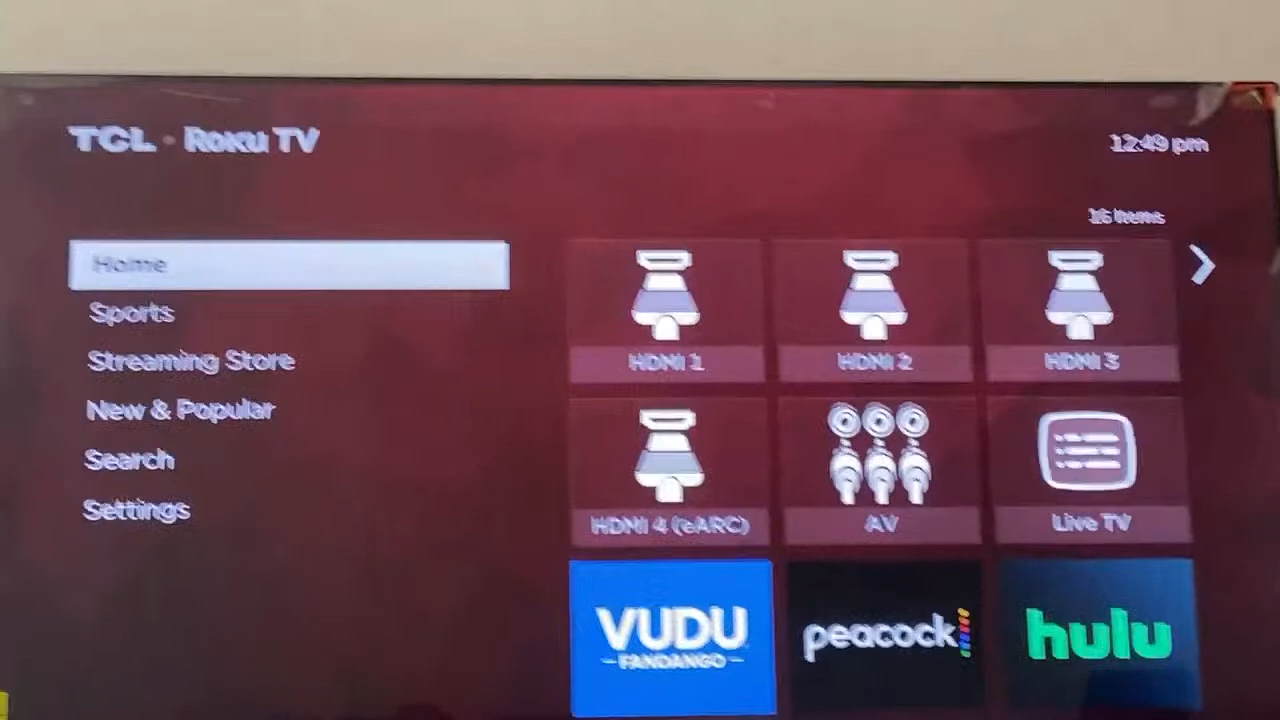 TCL • Roku TV
12:49 pm
16 items
Home
Sports
Streaming Store
New & Popular
Search
Settings
HDMI 1
HDMI 2
HDMI 3
HDMI 4 (eARC)
AV
Live TV
VUDU
FANDANGO
peacock
hulu